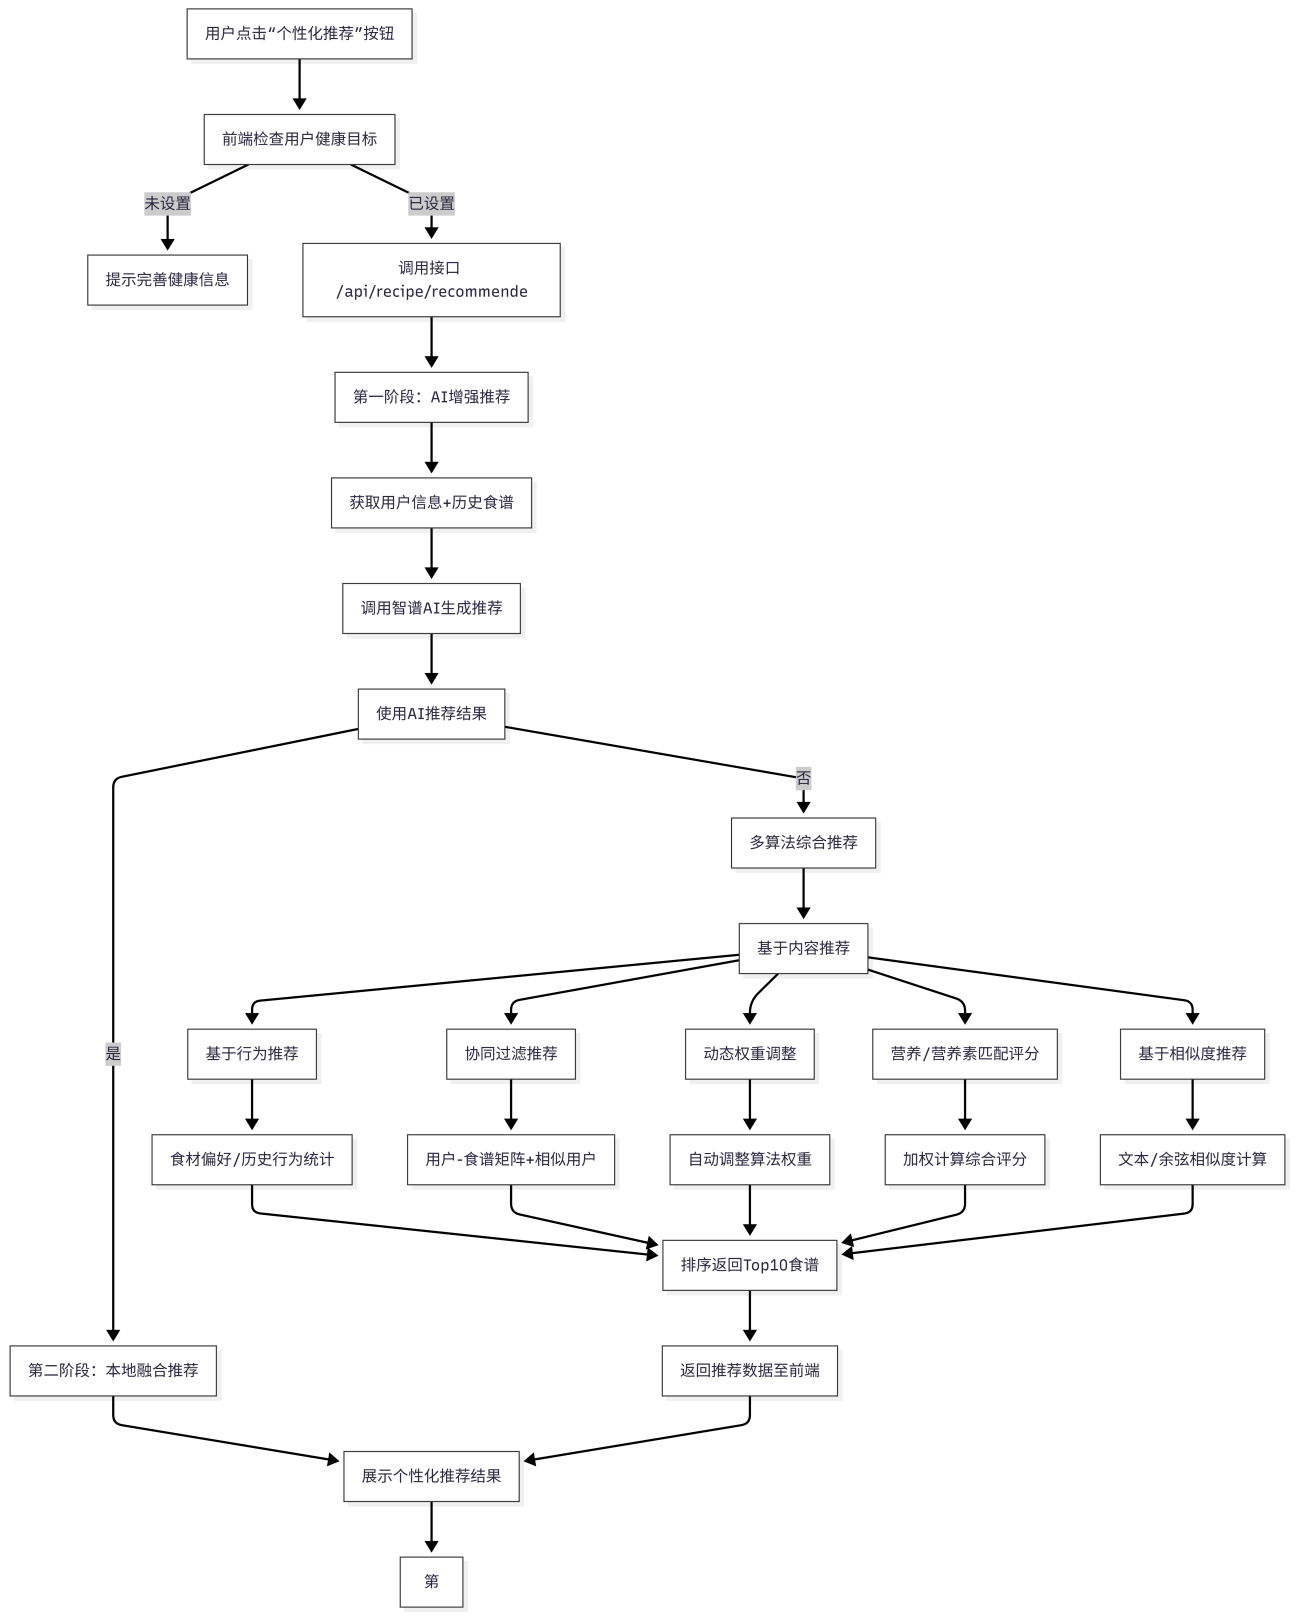 用户点击“个性化推荐”按钮
前端检查用户健康目标
未设置
已设置
提示完善健康信息
调用接口
/api/recipe/recommende
第一阶段：AI增强推荐
获取用户信息+历史食谱
调用智谱AI生成推荐
使用AI推荐结果
否
多算法综合推荐
基于内容推荐
是
基于行为推荐
协同过滤推荐
动态权重调整
营养/营养素匹配评分
基于相似度推荐
食材偏好/历史行为统计
用户-食谱矩阵+相似用户
自动调整算法权重
加权计算综合评分
文本/余弦相似度计算
排序返回Top10食谱
第二阶段：本地融合推荐
返回推荐数据至前端
展示个性化推荐结果
第